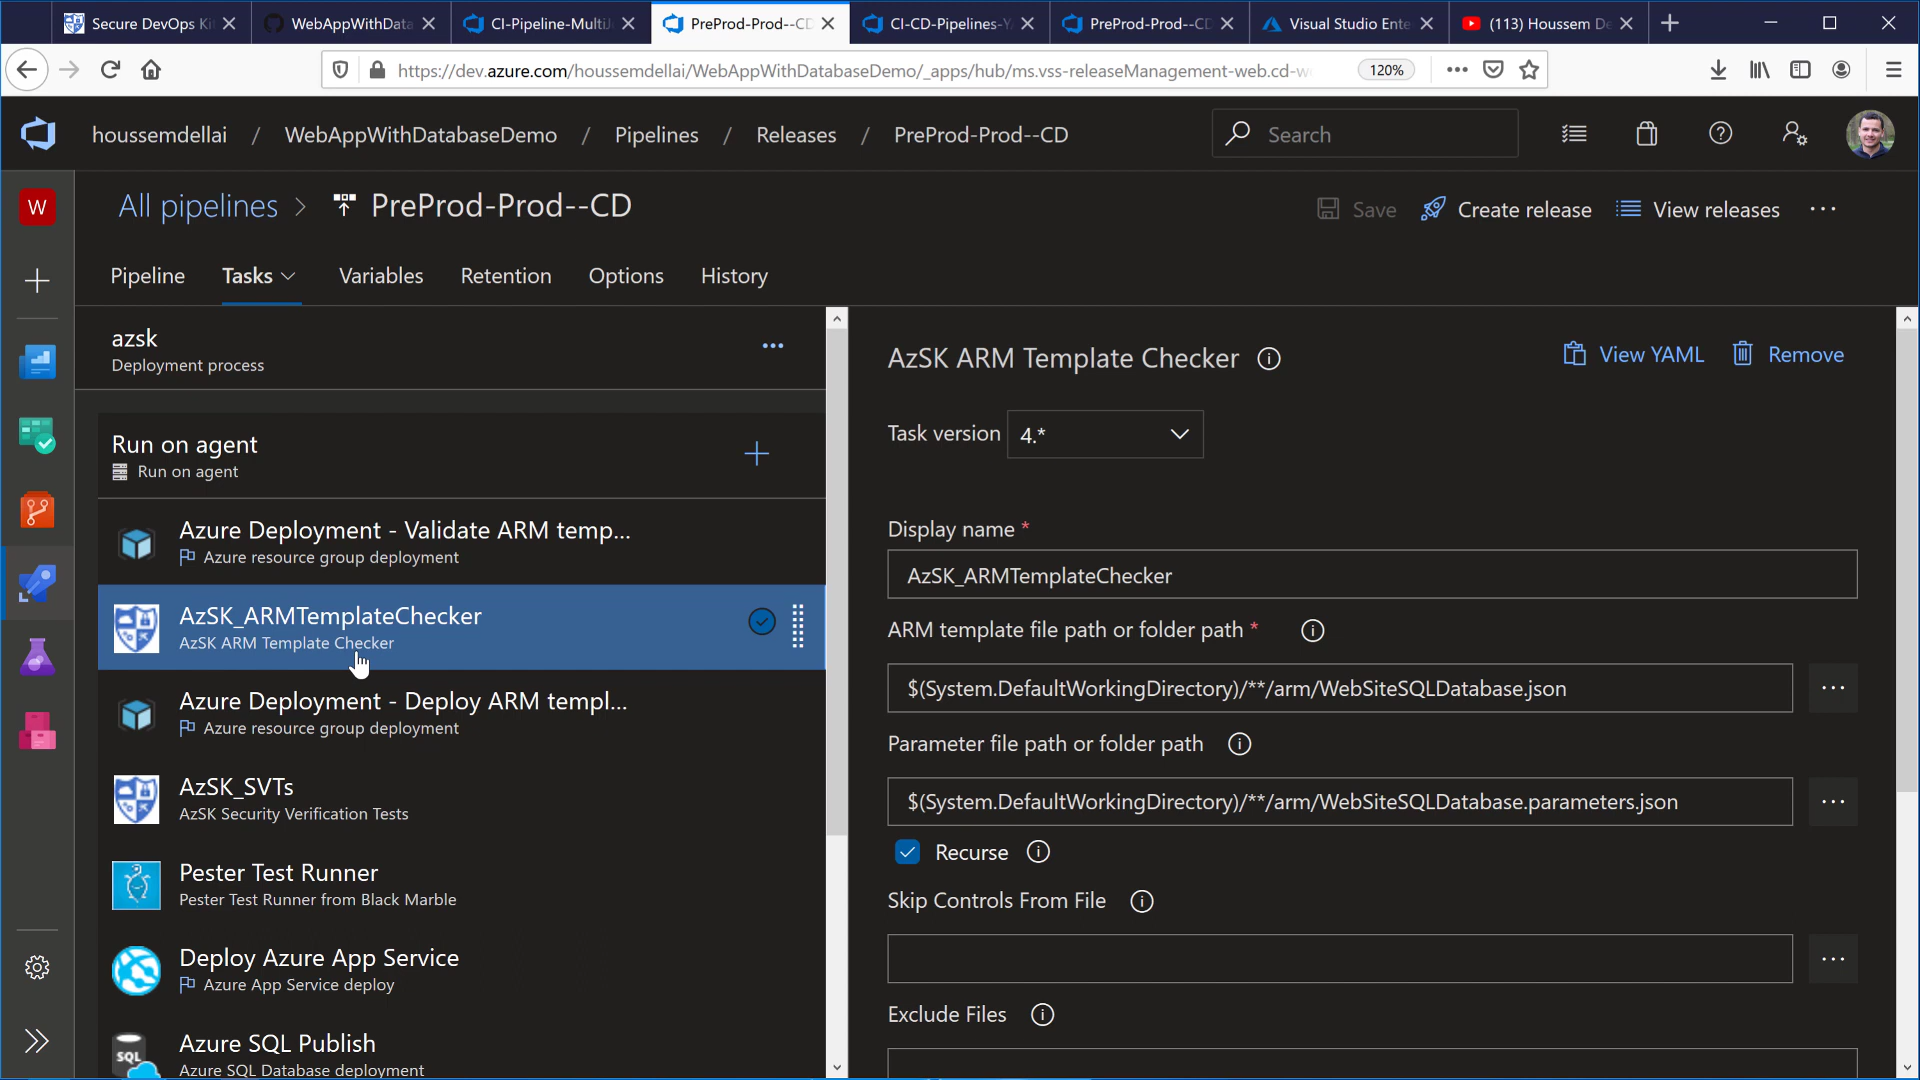 Secure DevOps Ki
WebAppWithData
CI-Pipeline-MultiJ
PreProd-Prod--CD
CI-CD-Pipelines-Y
PreProd-Prod--CD
Visual Studio Ente
(113) Houssem De
https://dev.azure.com/houssemdellai/WebAppWithDatabaseDemo/_apps/hub/ms.vss-releaseManagement-web.cd-w
120%
houssemdellai / WebAppWithDatabaseDemo / Pipelines / Releases / PreProd-Prod--CD
Search
W
All pipelines > PreProd-Prod--CD
Save
Create release
View releases
Pipeline
Tasks
Variables
Retention
Options
History
azsk
Deployment process
Run on agent
Run on agent
Azure Deployment - Validate ARM temp...
Azure resource group deployment
AzSK_ARMTemplateChecker
AzSK ARM Template Checker
Azure Deployment - Deploy ARM templ...
Azure resource group deployment
AzSK_SVTs
AzSK Security Verification Tests
Pester Test Runner
Pester Test Runner from Black Marble
Deploy Azure App Service
Azure App Service deploy
SQL
Azure SQL Publish
Azure SQL Database deployment
AzSK ARM Template Checker
View YAML
Remove
Task version
4.*
Display name *
AzSK_ARMTemplateChecker
ARM template file path or folder path *
$(System.DefaultWorkingDirectory)/**/arm/WebSiteSQLDatabase.json
Parameter file path or folder path
$(System.DefaultWorkingDirectory)/**/arm/WebSiteSQLDatabase.parameters.json
Recurse
Skip Controls From File
Exclude Files